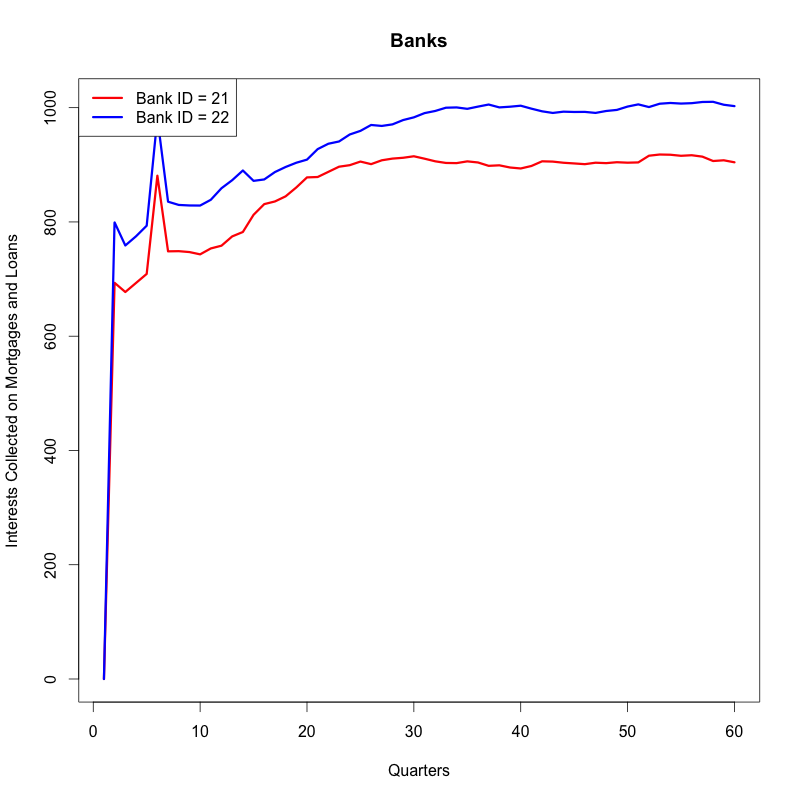 Banks
Bank ID = 21
Bank ID = 22
Interests Collected on Mortgages and Loans
1000
800
600
400
200
0
0 10 20 30 40 50 60
Quarters